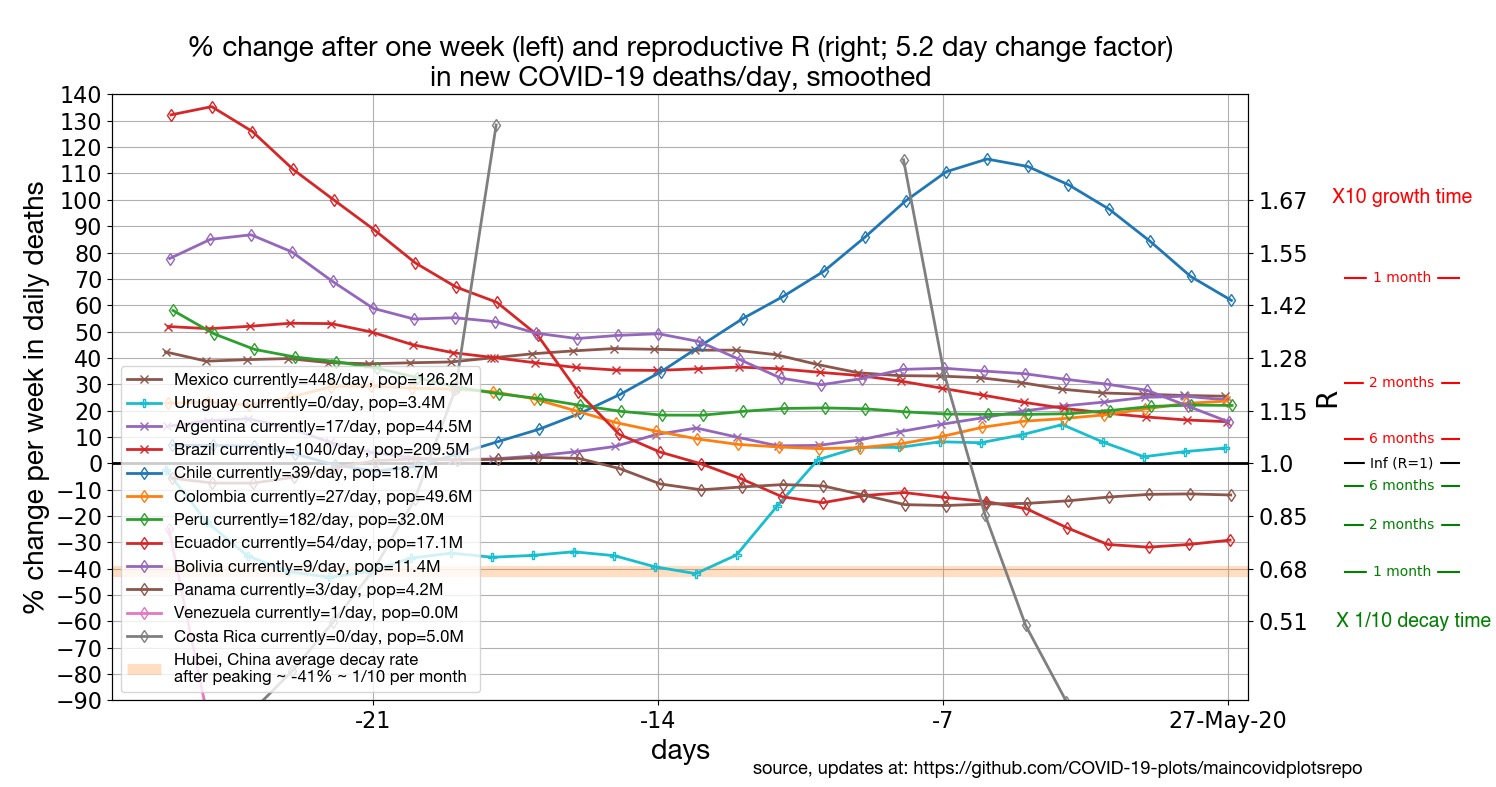 % change after one week (left) and reproductive R (right; 5.2 day change factor)
in new COVID-19 deaths/day, smoothed
% change per week in daily deaths
140
130
120
110
100
90
80
70
60
50
40
30
20
10
0
−10
−20
−30
−40
−50
−60
−70
−80
−90
Mexico currently=448/day, pop=126.2M
Uruguay currently=0/day, pop=3.4M
Argentina currently=17/day, pop=44.5M
Brazil currently=1040/day, pop=209.5M
Chile currently=39/day, pop=18.7M
Colombia currently=27/day, pop=49.6M
Peru currently=182/day, pop=32.0M
Ecuador currently=54/day, pop=17.1M
Bolivia currently=9/day, pop=11.4M
Panama currently=3/day, pop=4.2M
Venezuela currently=1/day, pop=0.0M
Costa Rica currently=0/day, pop=5.0M
Hubei, China average decay rate
after peaking ~ -41% ~ 1/10 per month
-21
-14
-7
27-May-20
days
1.67
1.55
1.42
1.28
1.15
1.0
0.85
0.68
0.51
R
X10 growth time
1 month
2 months
6 months
Inf (R=1)
6 months
2 months
1 month
X 1/10 decay time
source, updates at: https://github.com/COVID-19-plots/maincovidplotsrepo